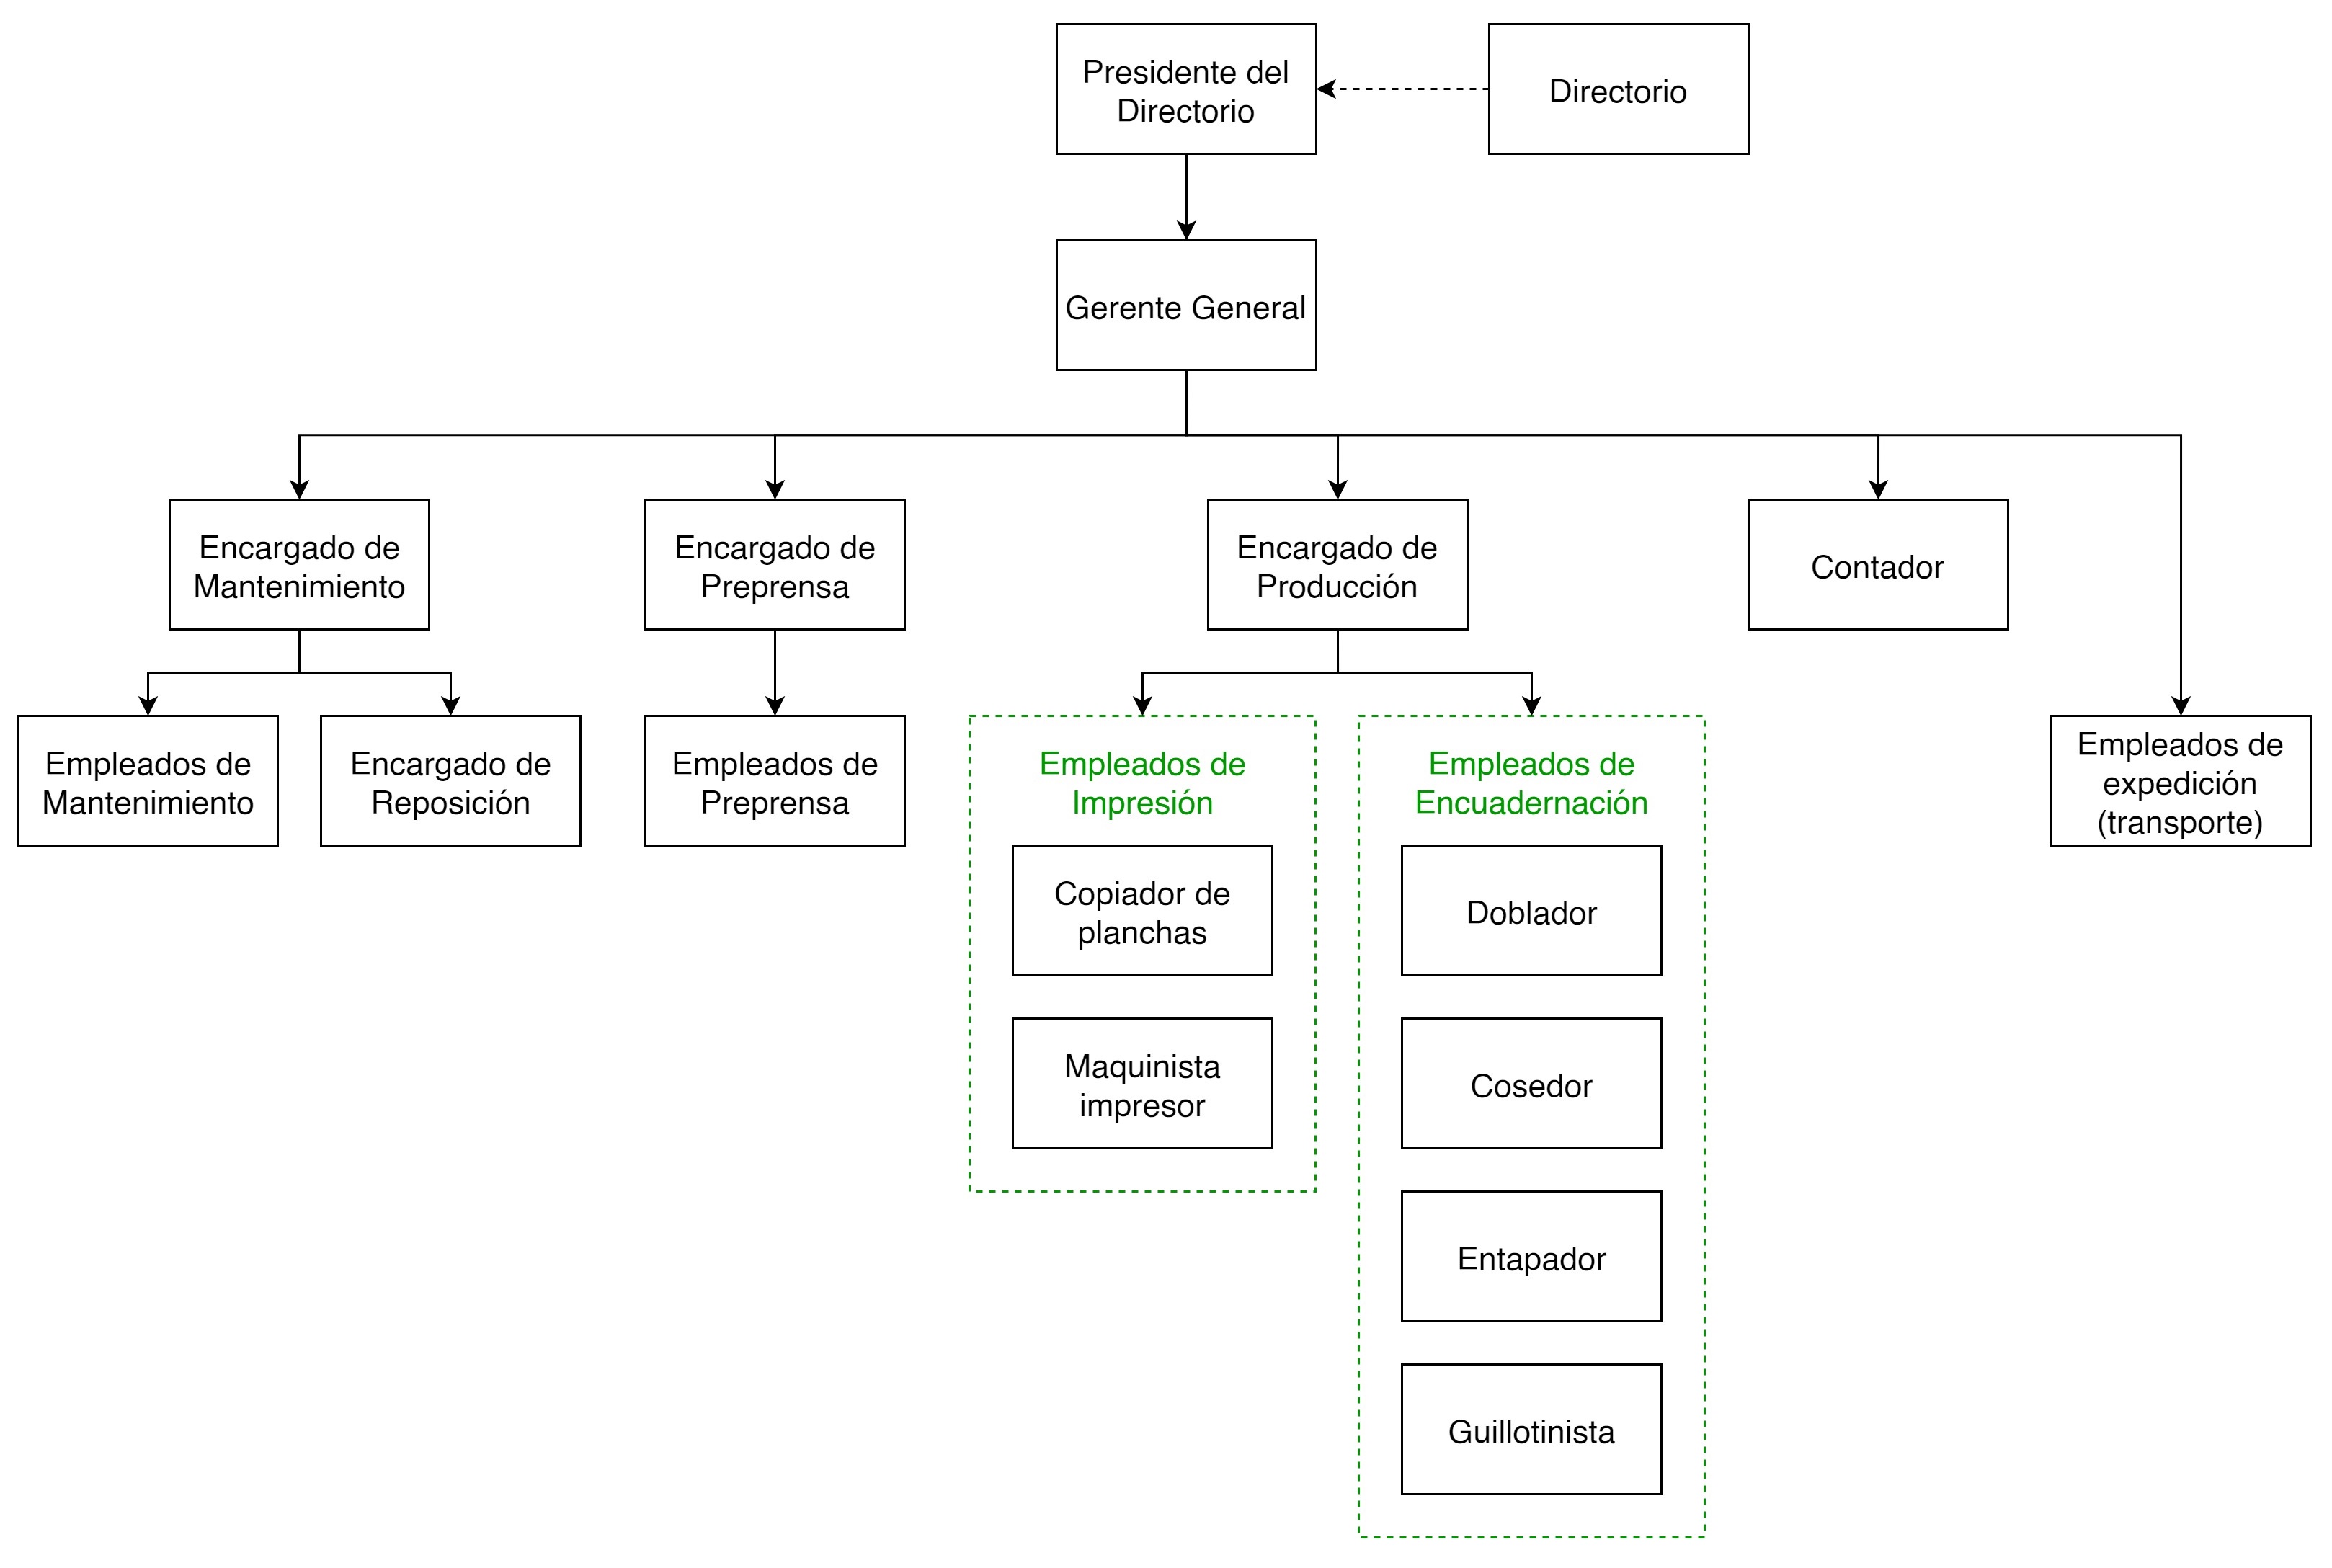 Presidente del
Directorio
Directorio
Gerente General
Encargado de
Mantenimiento
Encargado de
Preprensa
Encargado de
Producción
Contador
Empleados de
Mantenimiento
Encargado de
Reposición
Empleados de
Preprensa
Empleados de
Impresión
Copiador de
planchas
Maquinista
impresor
Empleados de
Encuadernación
Doblador
Cosedor
Entapador
Guillotinista
Empleados de
expedición
(transporte)